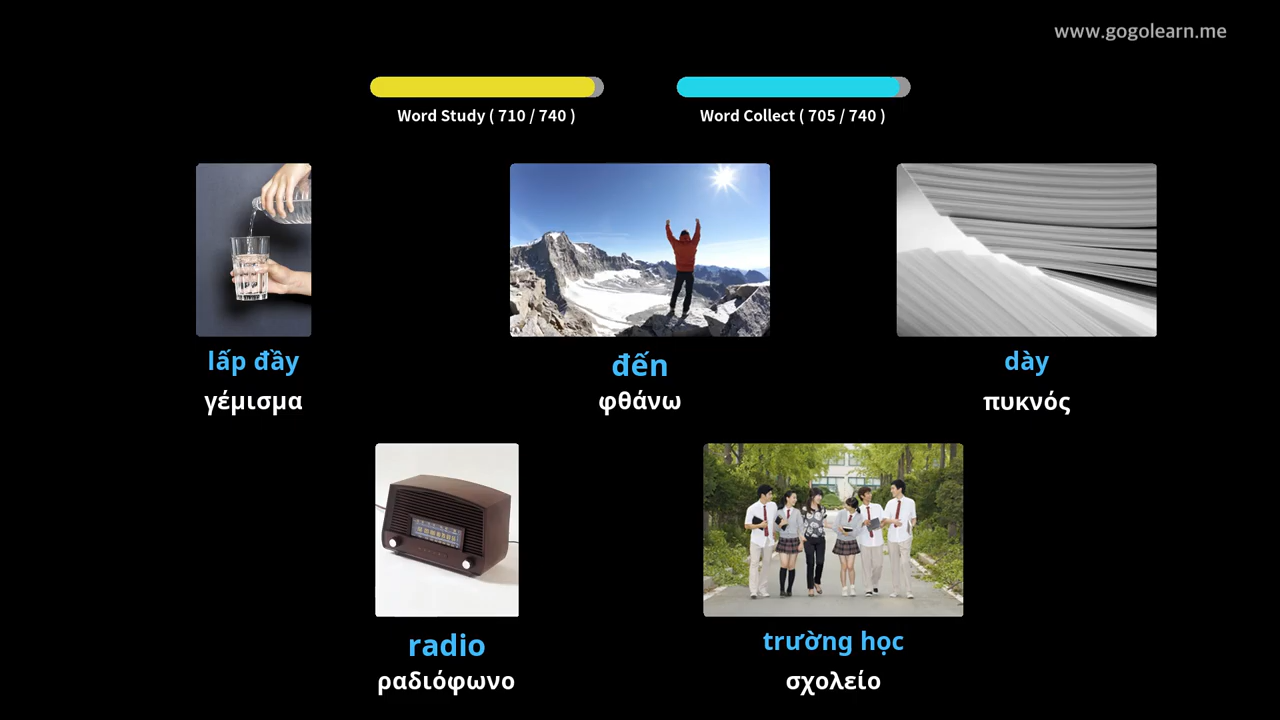 www.gogolearn.me
Word Study ( 710 / 740 )
Word Collect ( 705 / 740 )
lấp đầy
γέμισμα
đến
φθάνω
dày
πυκνός
radio
ραδιόφωνο
trường học
σχολείο